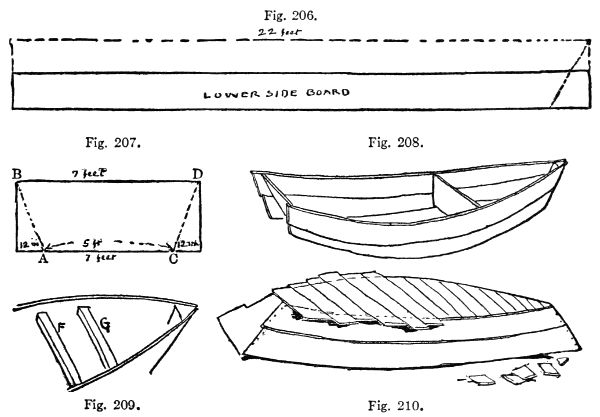 Fig. 206.
22 feet
LOWER SIDE BOARD
Fig. 207.
Fig. 208.
B 7 feet D
12 in 5 ft 12 in
A 7 feet C
F G
Fig. 209.
Fig. 210.